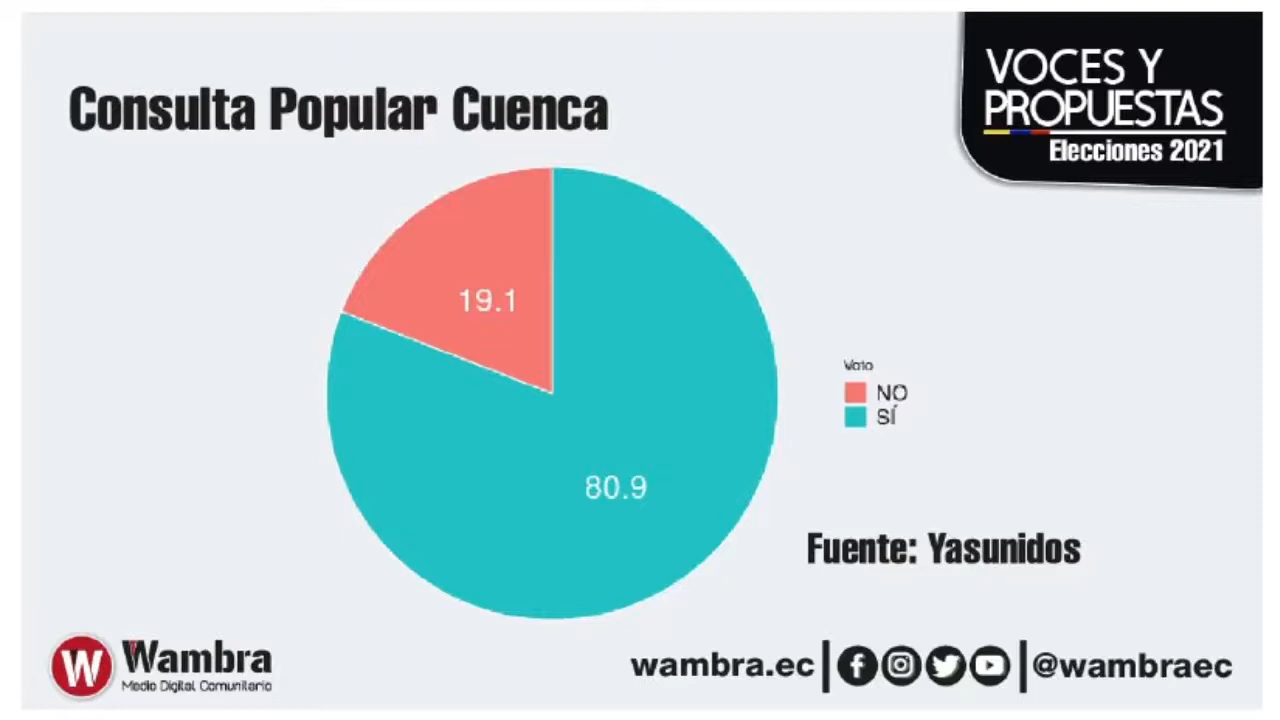 VOCES Y
PROPUESTAS
Elecciones 2021
Consulta Popular Cuenca
19.1
80.9
Voto
NO
SÍ
Fuente: Yasunidos
W Wambra
Medio Digital Comunitario
wambra.ec | @wambraec